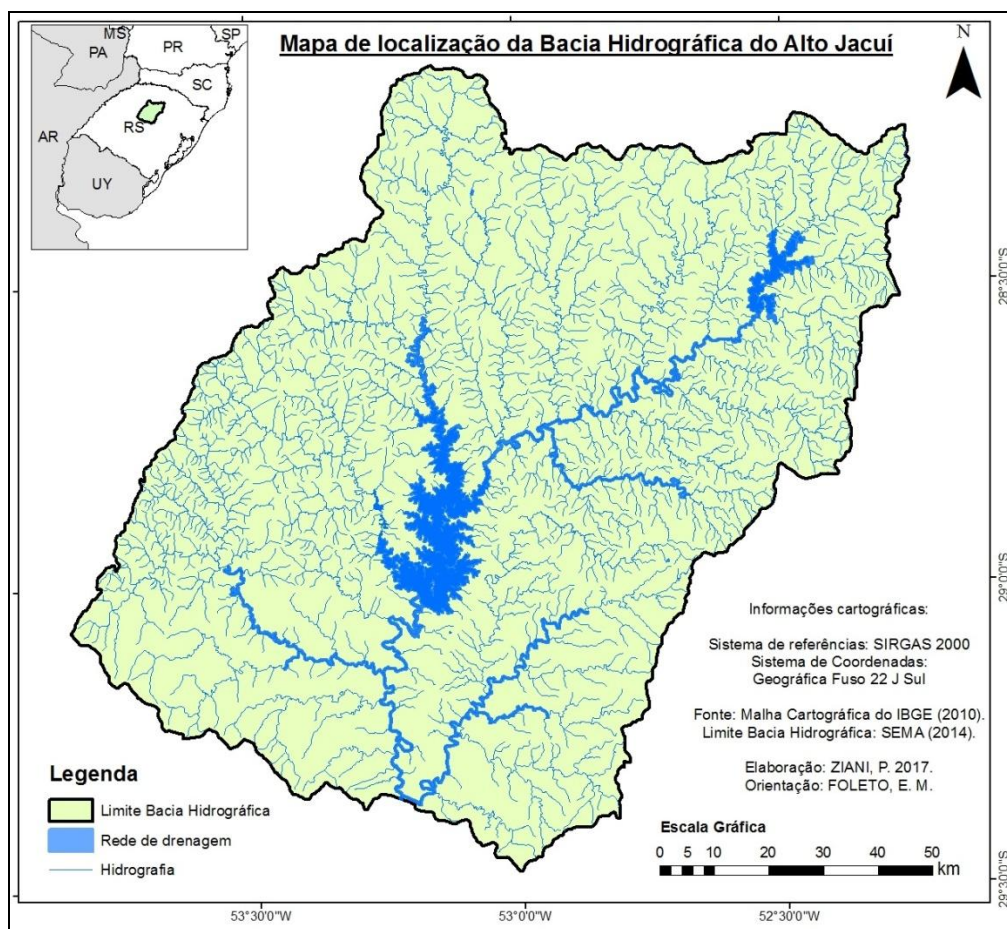 Mapa de localização da Bacia Hidrográfica do Alto Jacuí
N
MS
SP
PA
PR
SC
AR
RS
UY
28°30'0"S
29°0'0"S
29°30'0"S
Informações cartográficas:
Sistema de referências: SIRGAS 2000
Sistema de Coordenadas:
Geográfica Fuso 22 J Sul
Fonte: Malha Cartográfica do IBGE (2010).
Limite Bacia Hidrográfica: SEMA (2014).
Elaboração: ZIANI, P. 2017.
Orientação: FOLETO, E. M.
Legenda
Limite Bacia Hidrográfica
Rede de drenagem
Hidrografia
Escala Gráfica
0 5 10 20 30 40 50
km
53°30'0"W 53°0'0"W 52°30'0"W